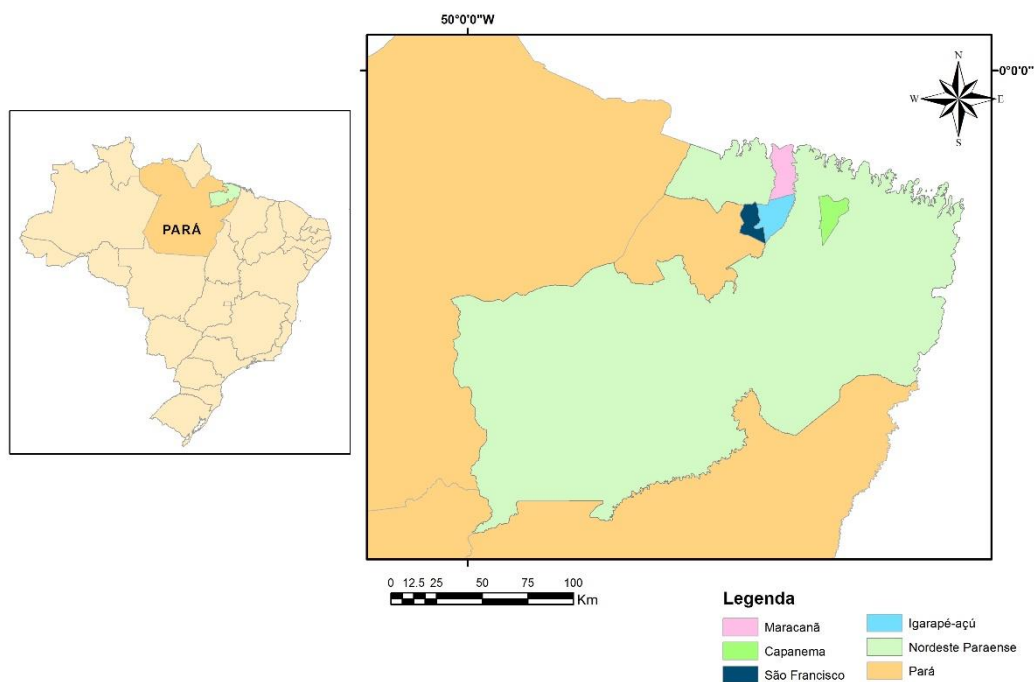 50°0'0"W
0°0'0"
N
W
E
S
PARÁ
0 12.5 25 50 75 100
Km
Legenda
Maracanã
Capanema
São Francisco
Igarapé-açú
Nordeste Paraense
Pará